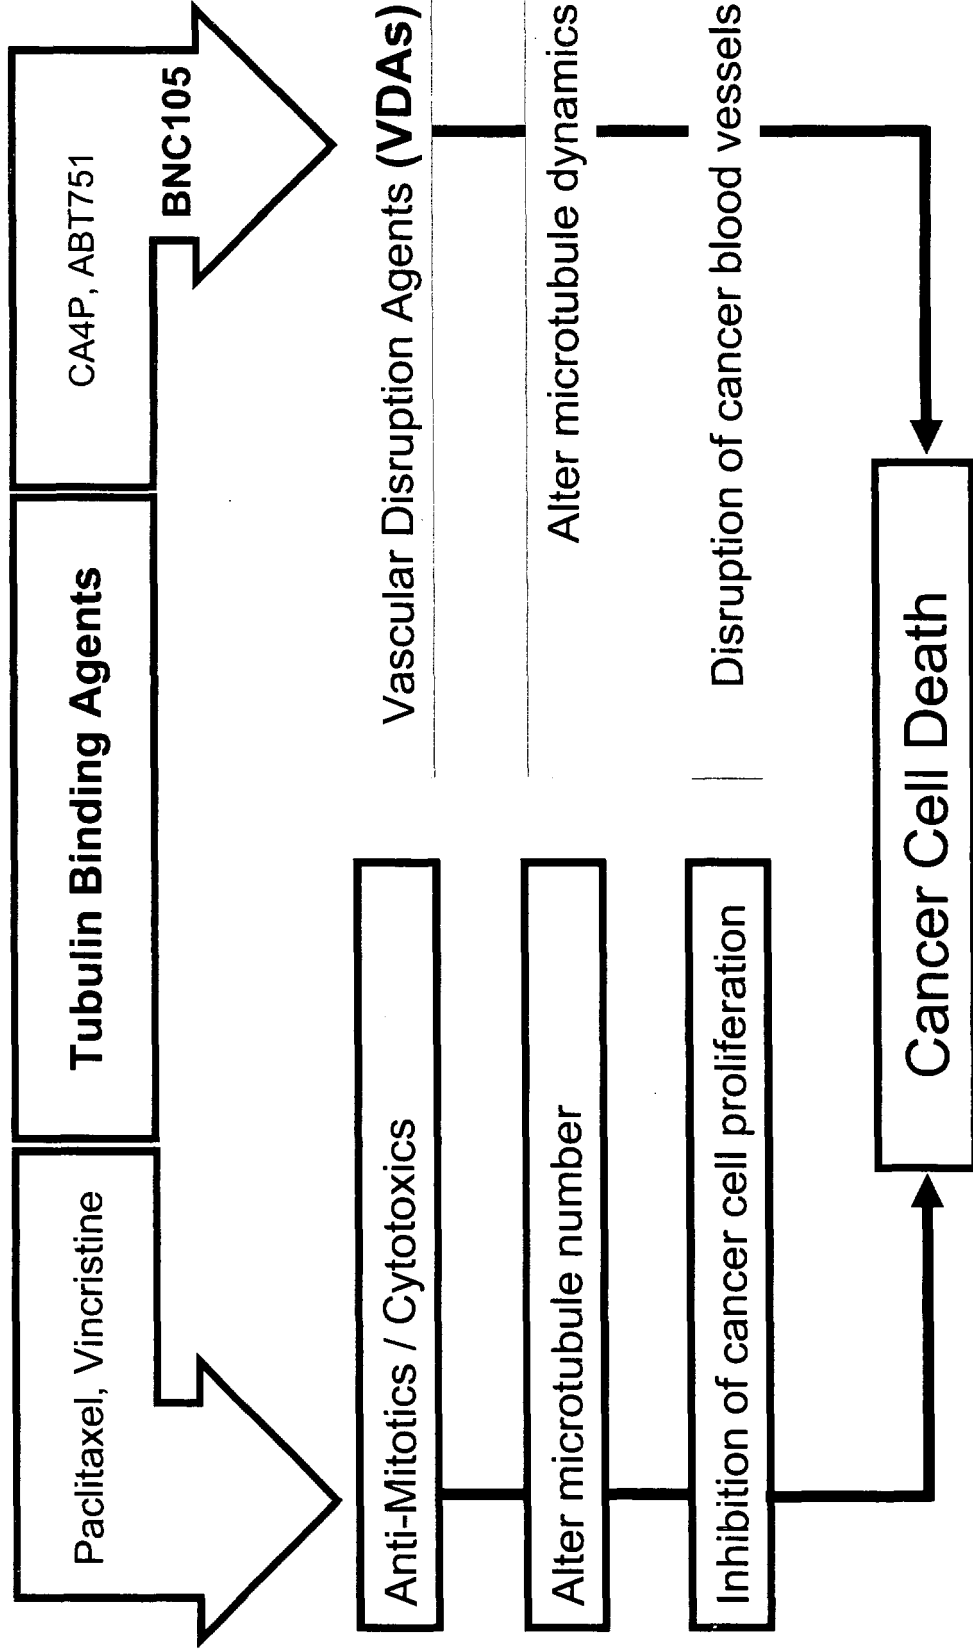 Tubulin Binding Agents
Paclitaxel, Vincristine
CA4P, ABT751
BNC105
Anti-Mitotics / Cytotoxics
Vascular Disruption Agents (VDAs)
Alter microtubule number
Alter microtubule dynamics
Inhibition of cancer cell proliferation
Disruption of cancer blood vessels
Cancer Cell Death